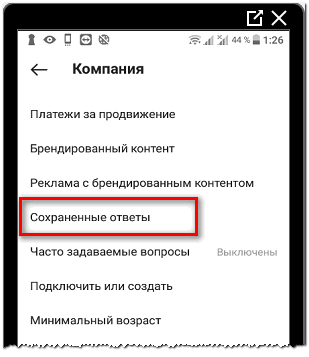 44 % 1:26
Компания
Платежи за продвижение
Брендированный контент
Реклама с брендированным контентом
Сохраненные ответы
Часто задаваемые вопросы Выключены
Подключить или создать
Минимальный возраст